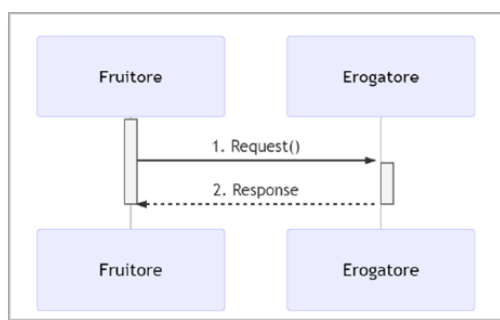 Fruitore
Erogatore
1. Request()
2. Response
Fruitore
Erogatore